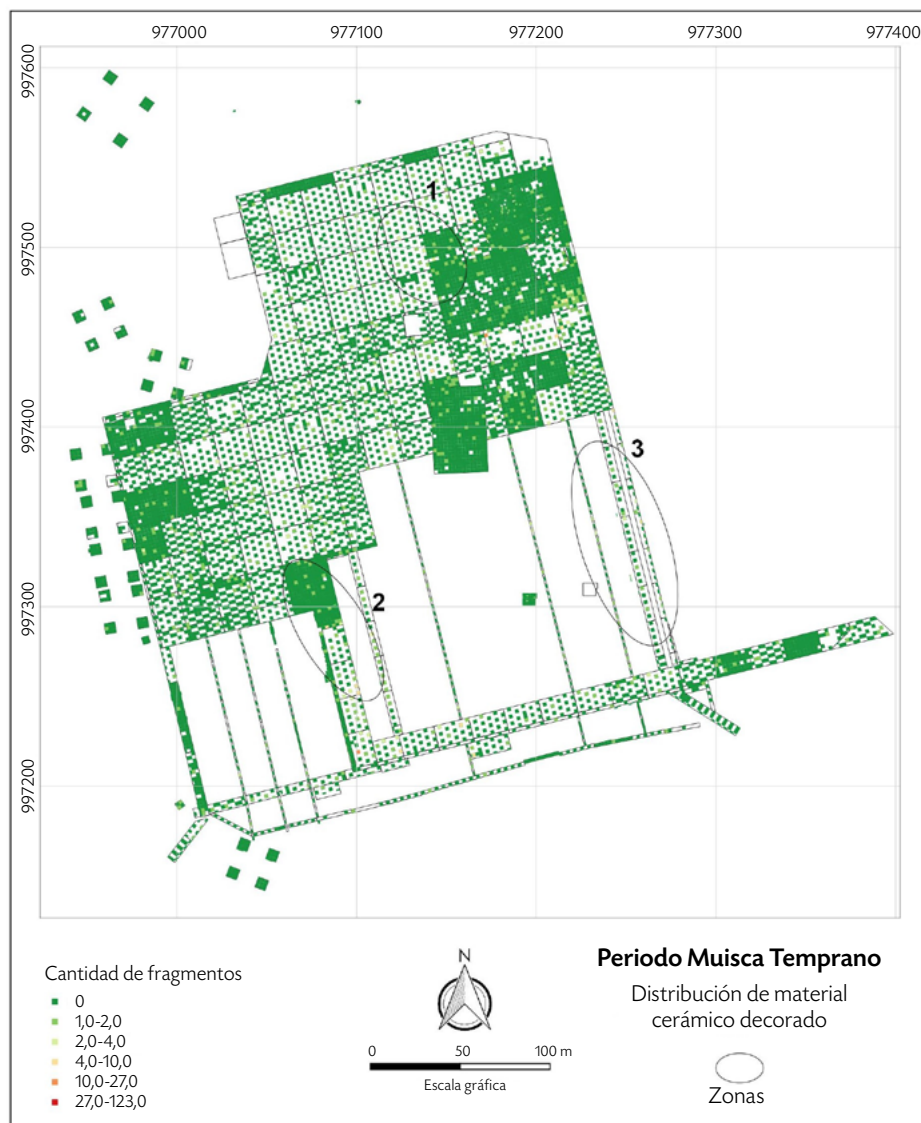 977000 977100 977200 977300 977400
997600
997500
997400
997300
997200
1
2
3
Cantidad de fragmentos
0
1,0-2,0
2,0-4,0
4,0-10,0
10,0-27,0
27,0-123,0
N
0 50 100 m
Escala gráfica
Periodo Muisca Temprano
Distribución de material
cerámico decorado
Zonas